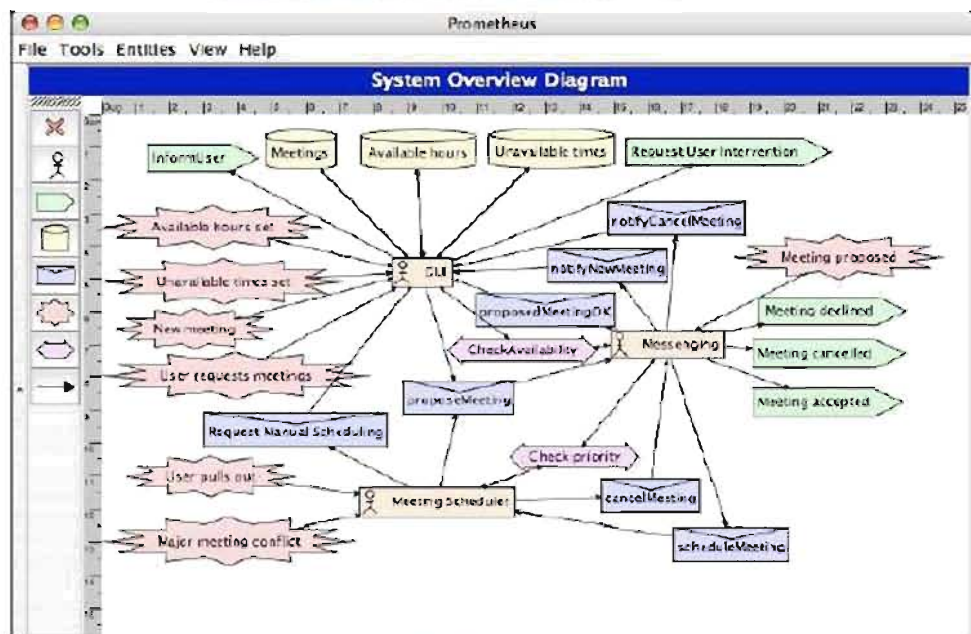 Prometheus
File Tools Entities View Help
System Overview Diagram
InformUser
Meetings
Available hours
Unavailable times
Request User Intervention
Available hours set
notifyCancelMeeting
Meeting proposed
GUI
notifyNewMeeting
Unavailable times set
proposedMeetingOK
Meeting declined
New meeting
CheckAvailability
Messenging
Meeting cancelled
User requests meetings
proposeMeeting
Meeting accepted
Request Manual Scheduling
Check priority
User pulls out
Meeting Scheduler
cancelMeeting
Major meeting conflict
scheduleMeeting